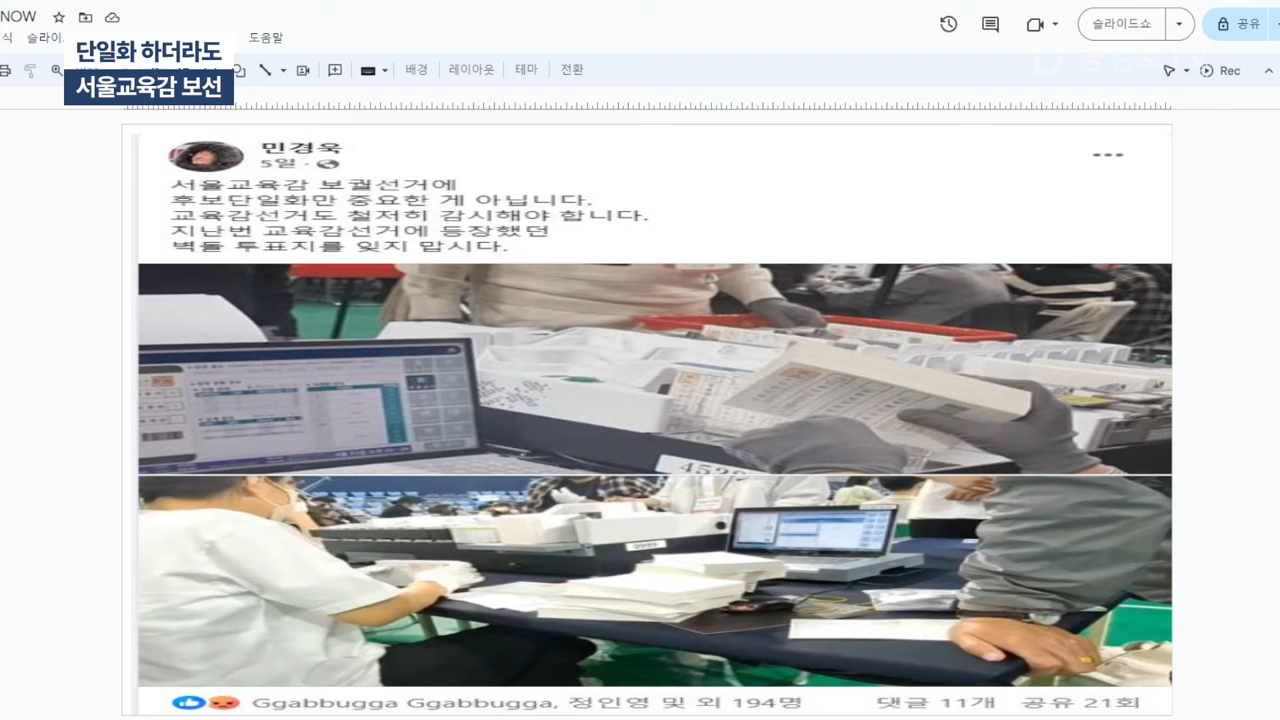 NOW
식
슬라이
도움말
슬라이드쇼
공유
단일화 하더라도
서울교육감 보선
배경
레이아웃
테마
전환
Rec
민경욱
5일 ·
서울교육감 보궐선거에
후보단일화만 중요한 게 아닙니다.
교육감선거도 철저히 감시해야 합니다.
지난번 교육감선거에 등장했던
벽돌 투표지를 잊지 맙시다.
Ggabbugga Ggabbugga, 정인영 및 외 194명
댓글 11개
공유 21회